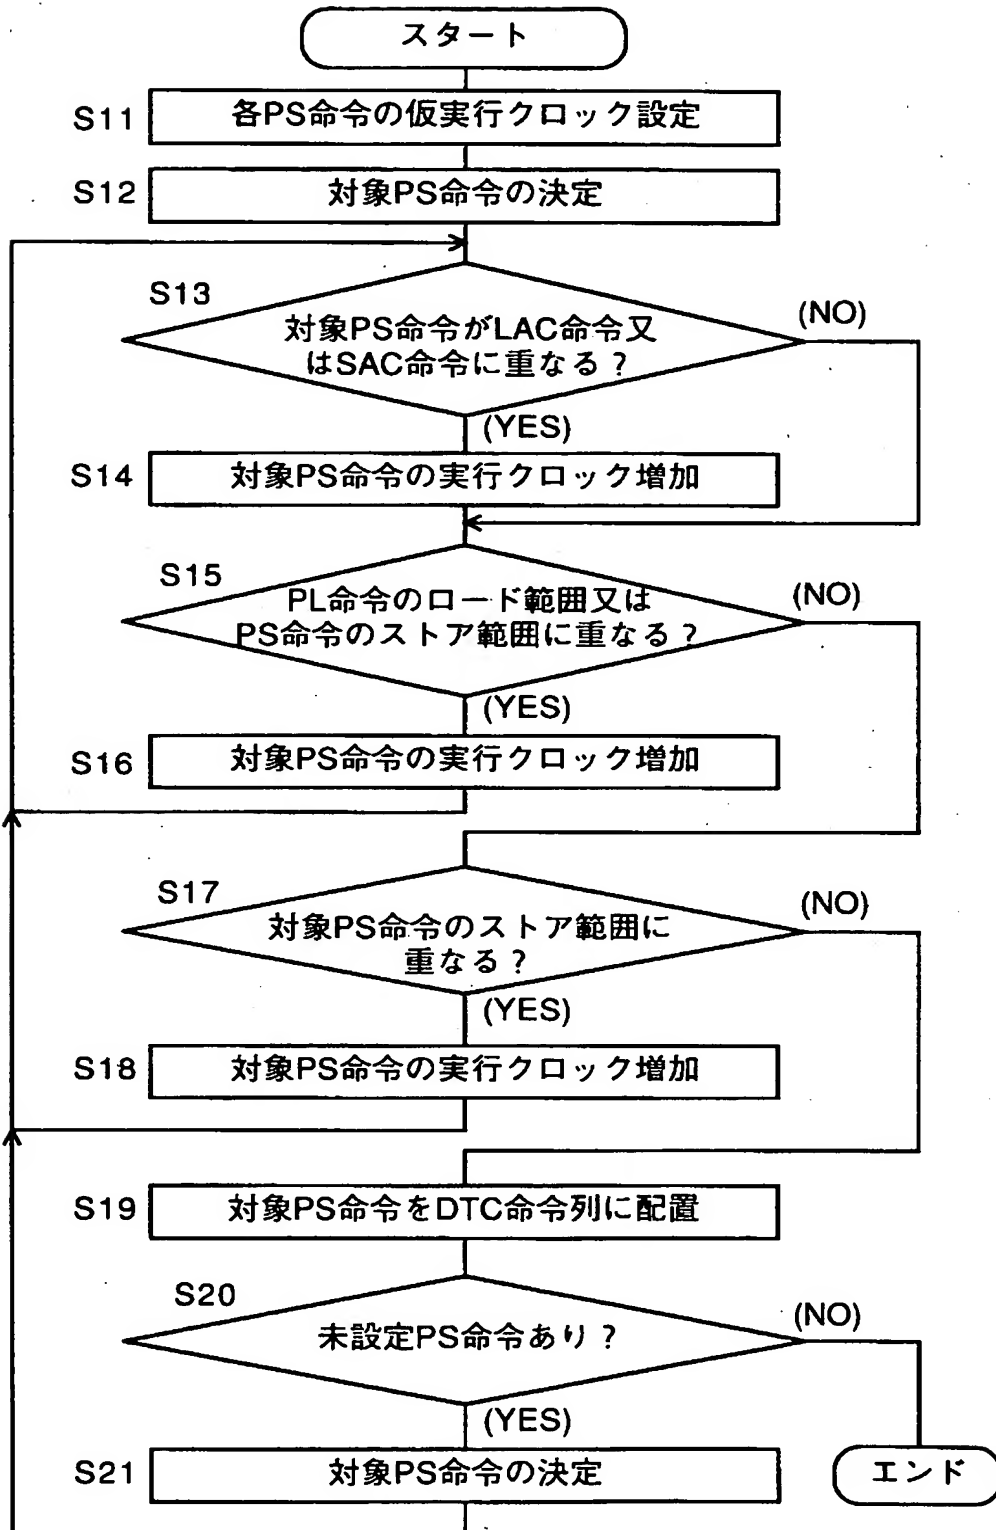 スタート
S11
各PS命令の仮実行クロック設定
S12
対象PS命令の決定
S13
対象PS命令がLAC命令又
はSAC命令に重なる?
(NO)
(YES)
S14
対象PS命令の実行クロック増加
S15
PL命令のロード範囲又は
PS命令のストア範囲に重なる?
(NO)
(YES)
S16
対象PS命令の実行クロック増加
S17
対象PS命令のストア範囲に
重なる?
(NO)
(YES)
S18
対象PS命令の実行クロック増加
S19
対象PS命令をDTC命令列に配置
S20
未設定PS命令あり?
(NO)
(YES)
S21
対象PS命令の決定
エンド